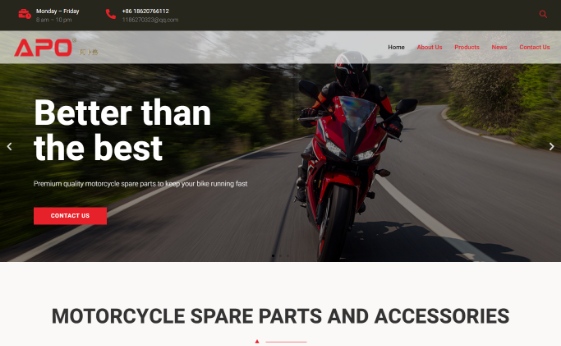 Monday – Friday
8 am – 10 pm
+86 18620766112
1186270323@qq.com
APO
Home About Us Products News Contact Us
Better than
the best
Premium quality motorcycle spare parts to keep your bike running fast
CONTACT US
MOTORCYCLE SPARE PARTS AND ACCESSORIES